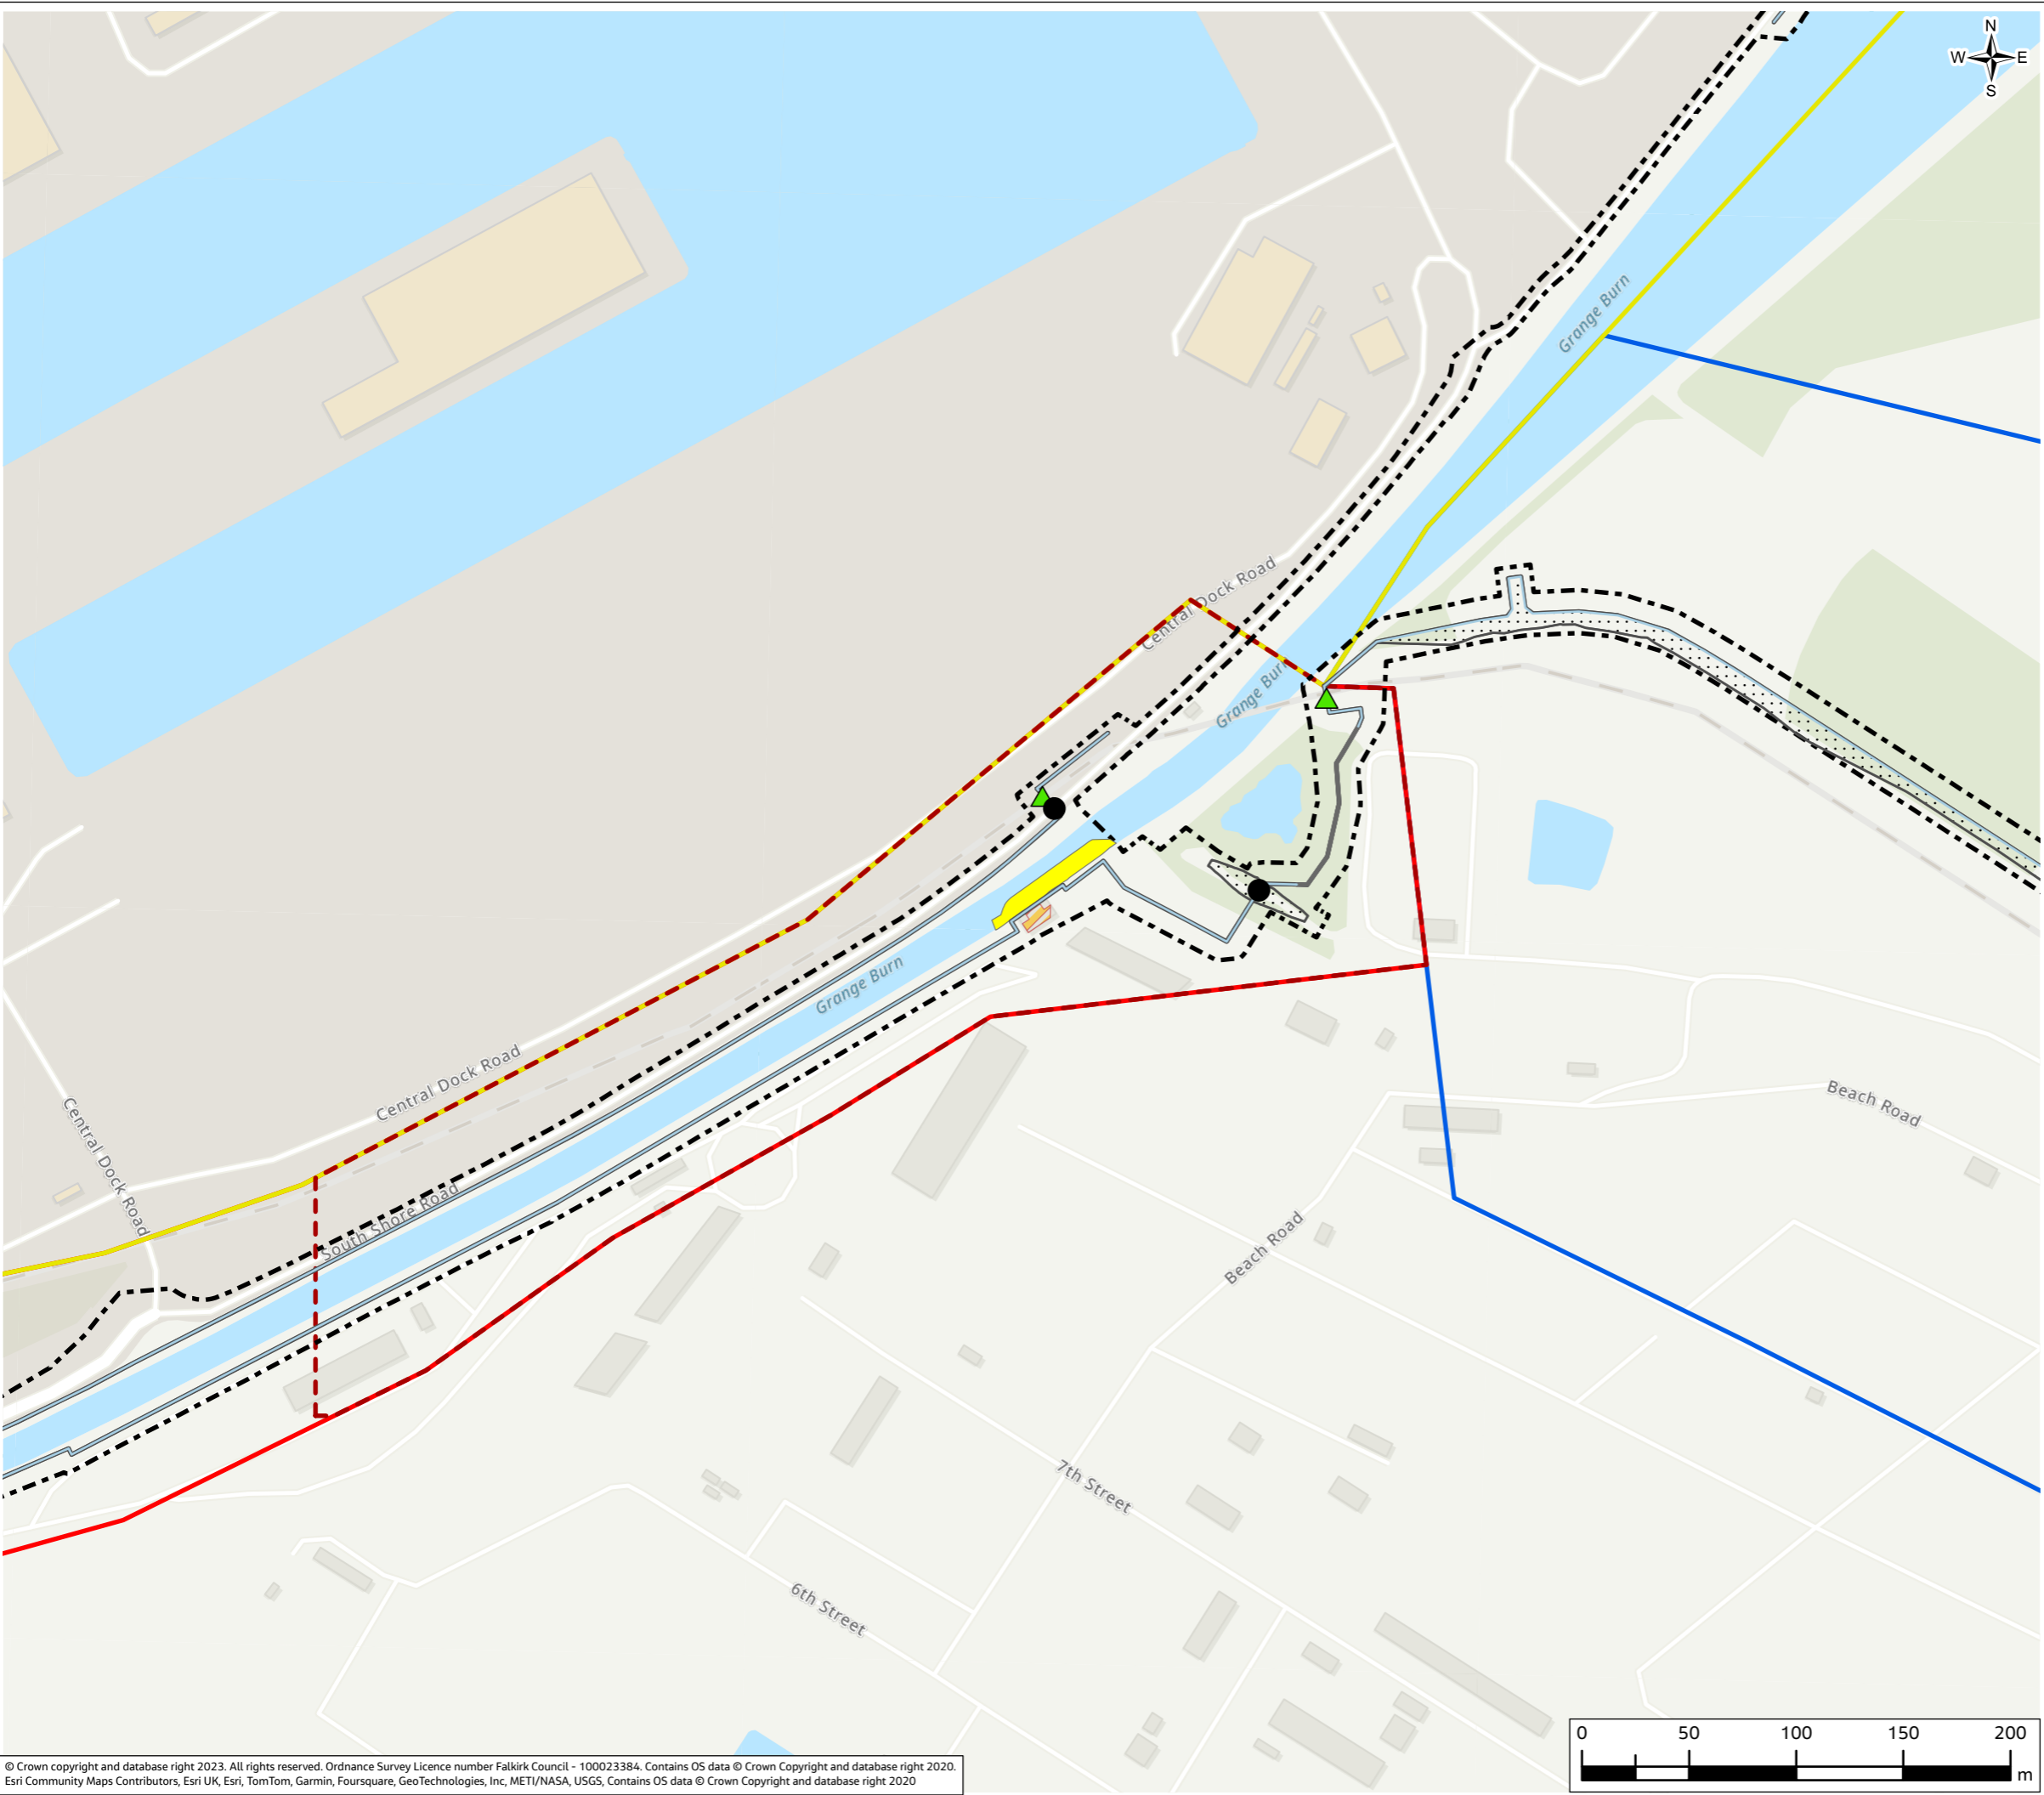 N
W E
S
Grange Burn
Central Dock Road
Grange Burn
Grange Burn
Central Dock Road
Central Dock Road
South Shore Road
Beach Road
Beach Road
7th Street
6th Street
0 50 100 150 200
m
© Crown copyright and database right 2023. All rights reserved. Ordnance Survey Licence number Falkirk Council - 100023384. Contains OS data © Crown Copyright and database right 2020.
Esri Community Maps Contributors, Esri UK, Esri, TomTom, Garmin, Foursquare, GeoTechnologies, Inc, METI/NASA, USGS, Contains OS data © Crown Copyright and database right 2020